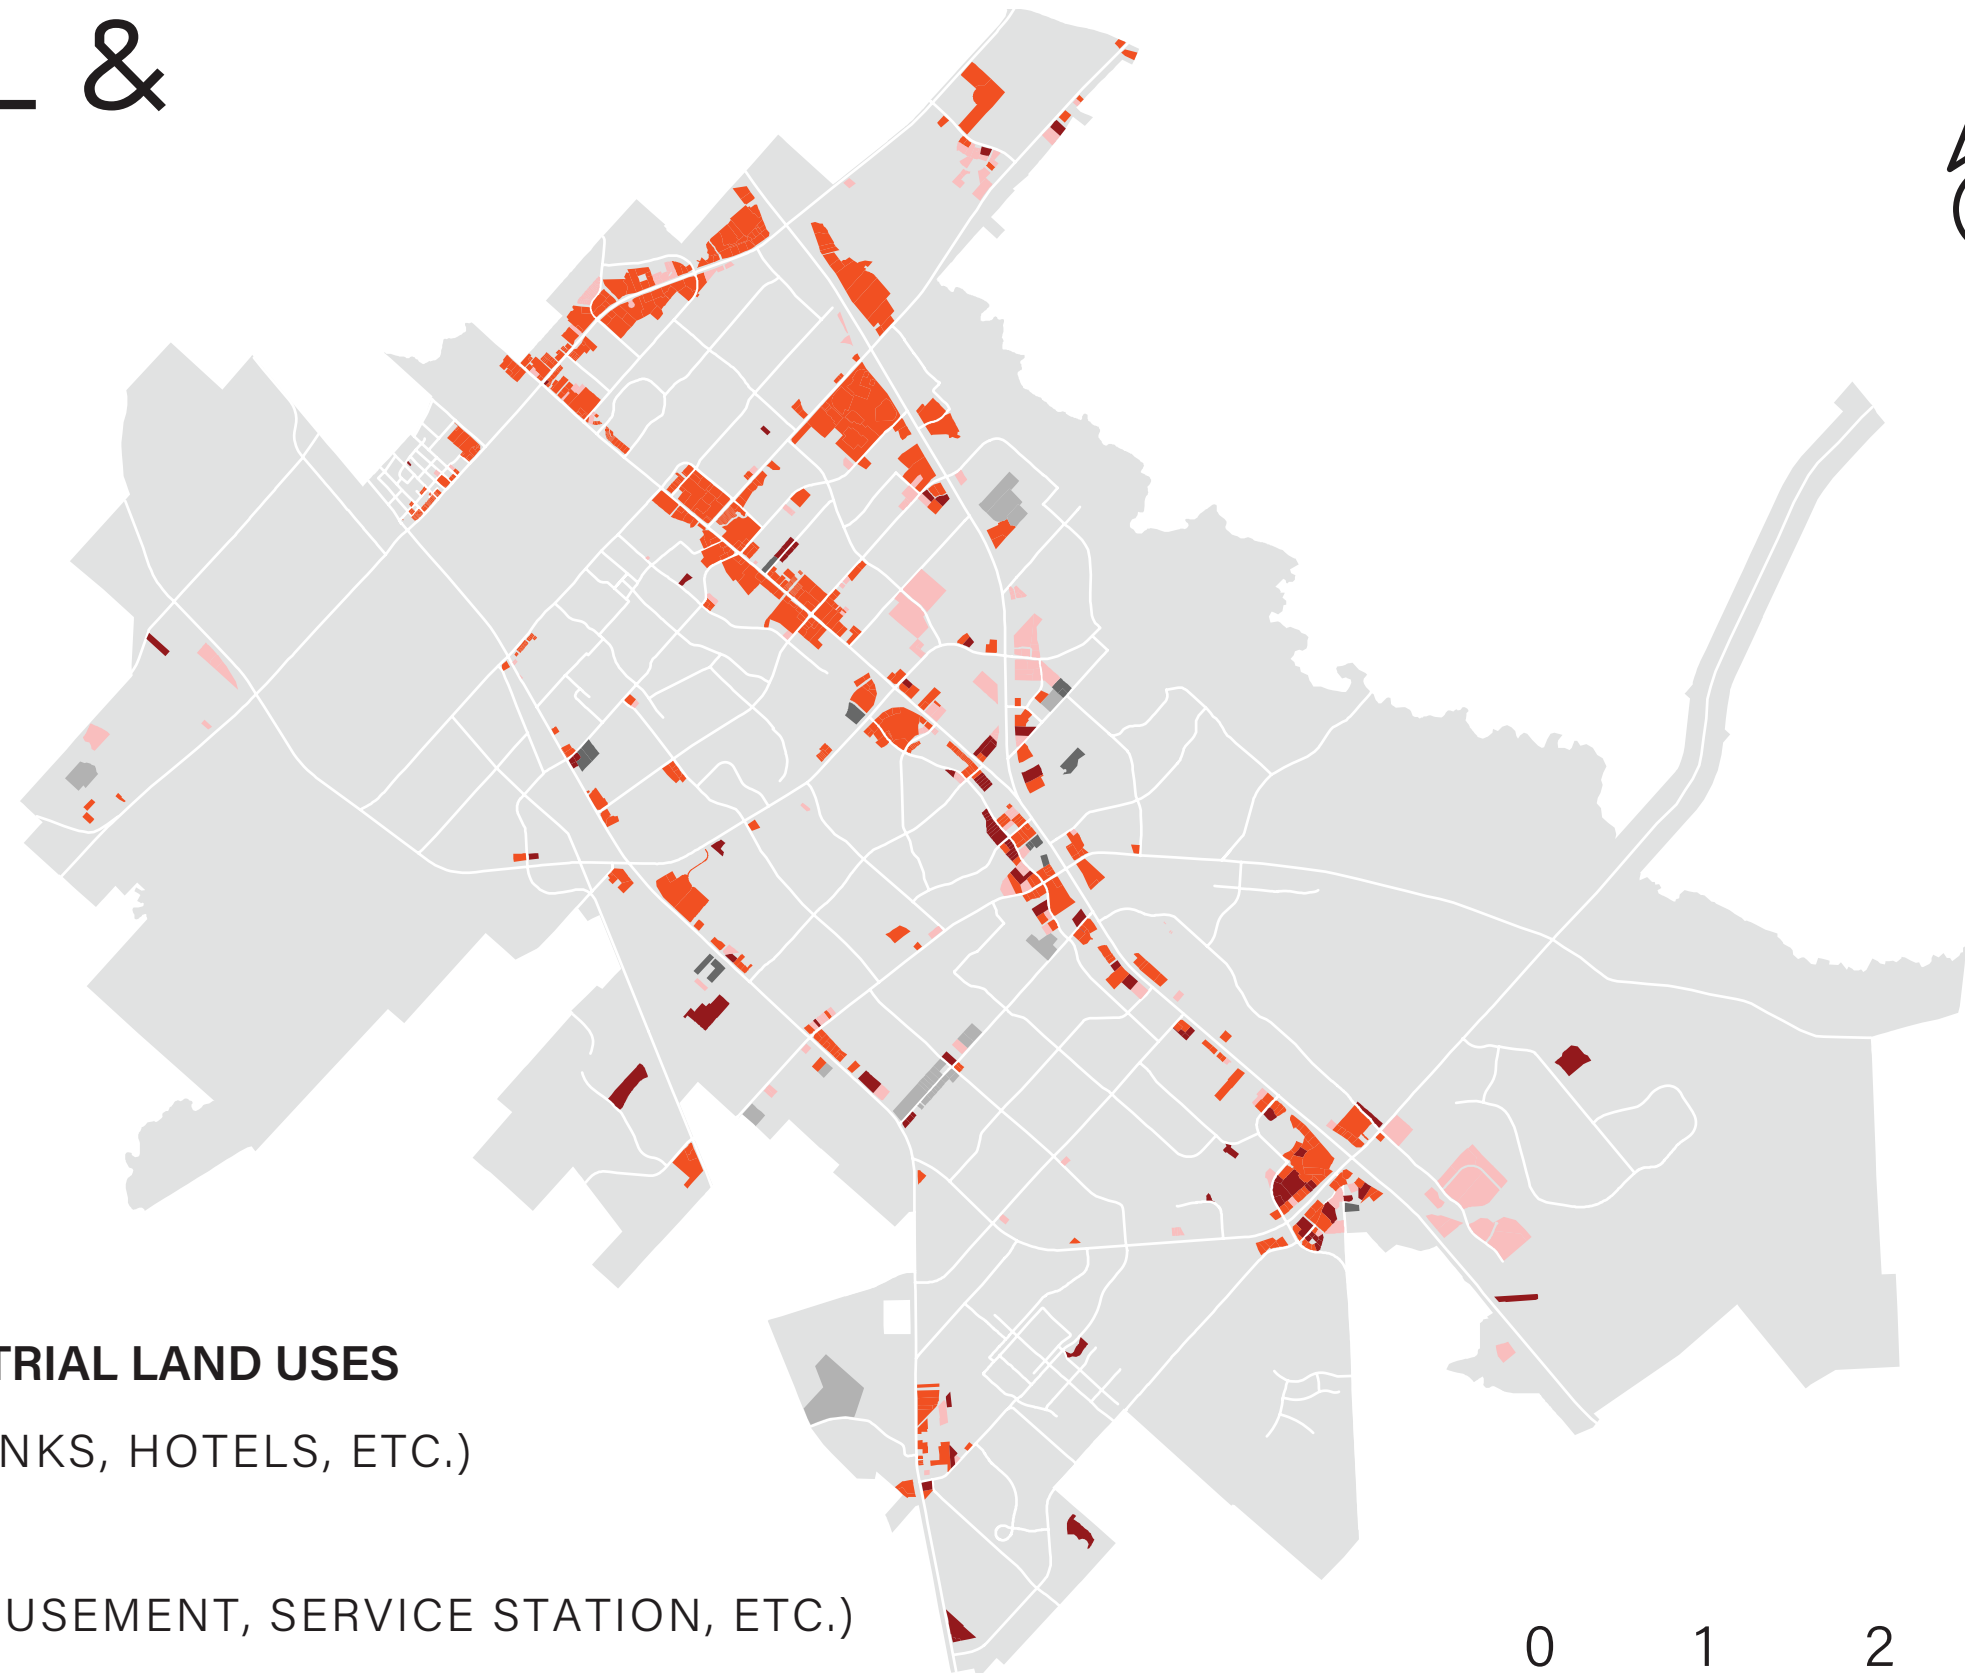 L &
TRIAL LAND USES
NKS, HOTELS, ETC.)
USEMENT, SERVICE STATION, ETC.)
0 1 2